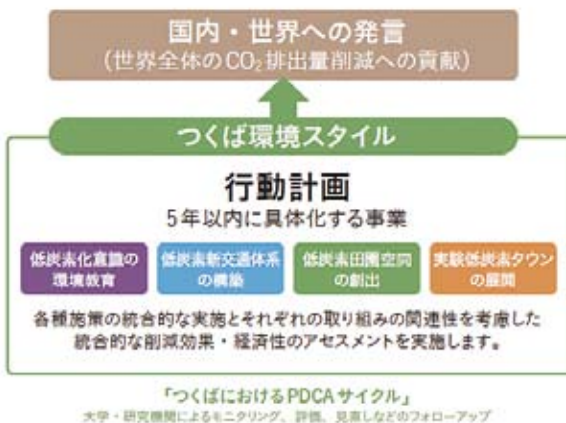 国内・世界への発言
(世界全体のCO₂排出量削減への貢献)
つくば環境スタイル
行動計画
5年以内に具体化する事業
低炭素化意識の
環境教育
低炭素新交通体系
の構築
低炭素田園空間
の創出
実験低炭素タウン
の展開
各種施策の統合的な実施とそれぞれの取り組みの関連性を考慮した
統合的な削減効果・経済性のアセスメントを実施します。
「つくばにおけるPDCAサイクル」
大学・研究機関によるモニタリング、評価、見直しなどのフォローアップ